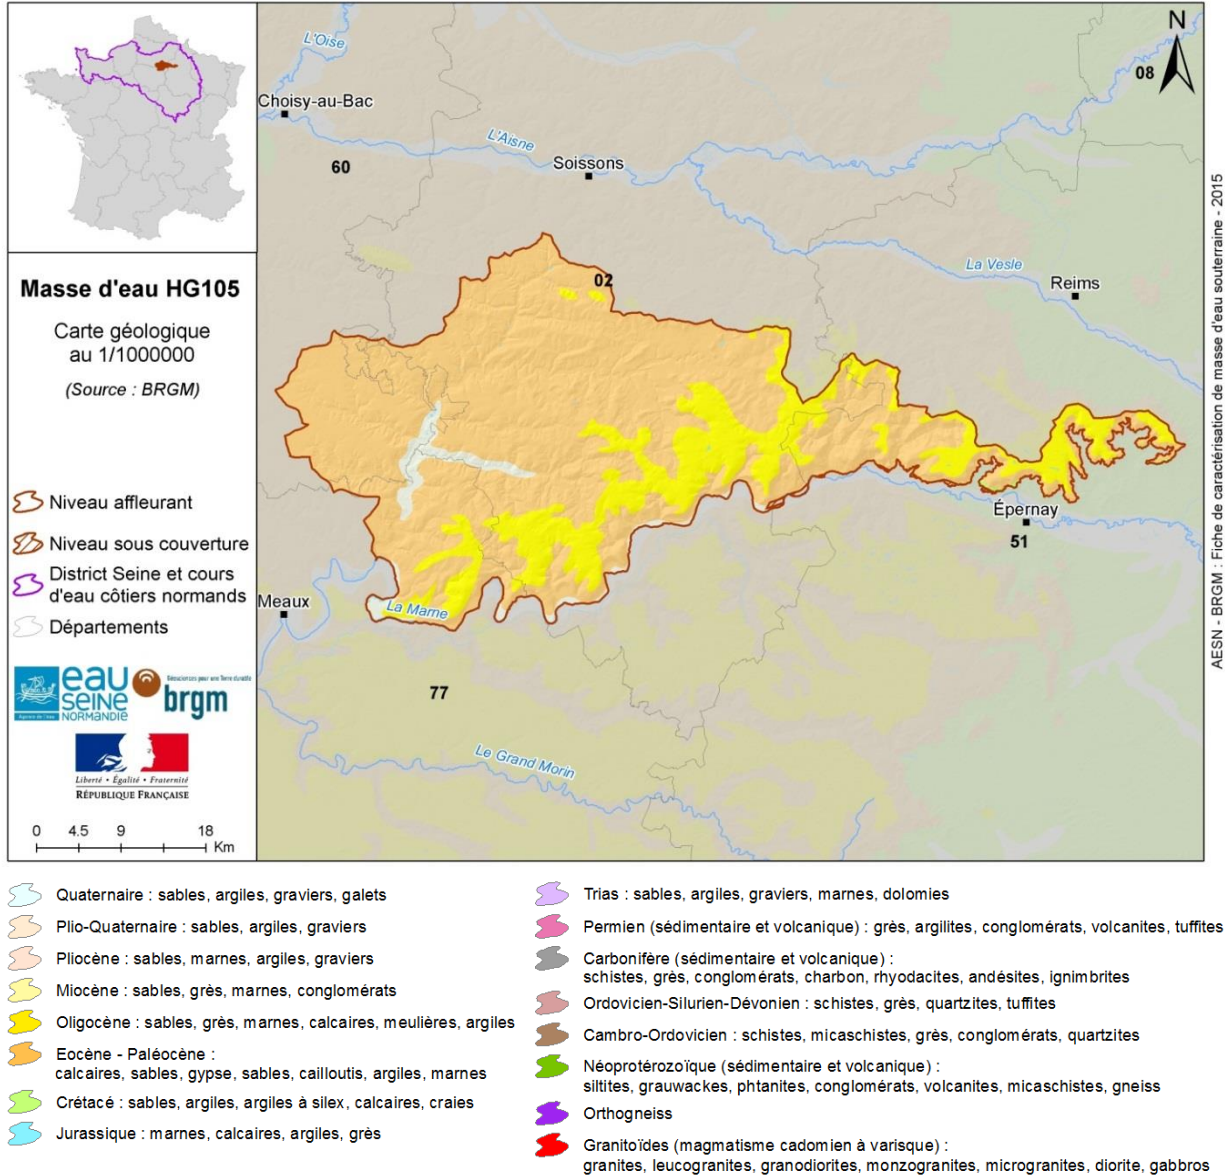 L'Oise
N
08
Choisy-au-Bac
L'Aisne
Soissons
60
La Vesle
02
Reims
Épernay
51
Meaux
La Marne
77
Le Grand Morin
Masse d'eau HG105
Carte géologique
au 1/1000000
(Source : BRGM)
Niveau affleurant
Niveau sous couverture
District Seine et cours
d'eau côtiers normands
Départements
eau
SEINE
NORMANDIE
Agence de l'eau
Géosciences pour une Terre durable
brgm
Liberté • Égalité • Fraternité
RÉPUBLIQUE FRANÇAISE
0 4.5 9 18
Km
AESN - BRGM : Fiche de caractérisation de masse d'eau souterraine - 2015
Quaternaire : sables, argiles, graviers, galets
Plio-Quaternaire : sables, argiles, graviers
Pliocène : sables, marnes, argiles, graviers
Miocène : sables, grès, marnes, conglomérats
Oligocène : sables, grès, marnes, calcaires, meulières, argiles
Eocène - Paléocène :
calcaires, sables, gypse, sables, cailloutis, argiles, marnes
Crétacé : sables, argiles, argiles à silex, calcaires, craies
Jurassique : marnes, calcaires, argiles, grès
Trias : sables, argiles, graviers, marnes, dolomies
Permien (sédimentaire et volcanique) : grès, argilites, conglomérats, volcanites, tuffites
Carbonifère (sédimentaire et volcanique) :
schistes, grès, conglomérats, charbon, rhyodacites, andésites, ignimbrites
Ordovicien-Silurien-Dévonien : schistes, grès, quartzites, tuffites
Cambro-Ordovicien : schistes, micaschistes, grès, conglomérats, quartzites
Néoprotérozoïque (sédimentaire et volcanique) :
siltites, grauwackes, phtanites, conglomérats, volcanites, micaschistes, gneiss
Orthogneiss
Granitoïdes (magmatisme cadomien à varisque) :
granites, leucogranites, granodiorites, monzogranites, microgranites, diorite, gabbros